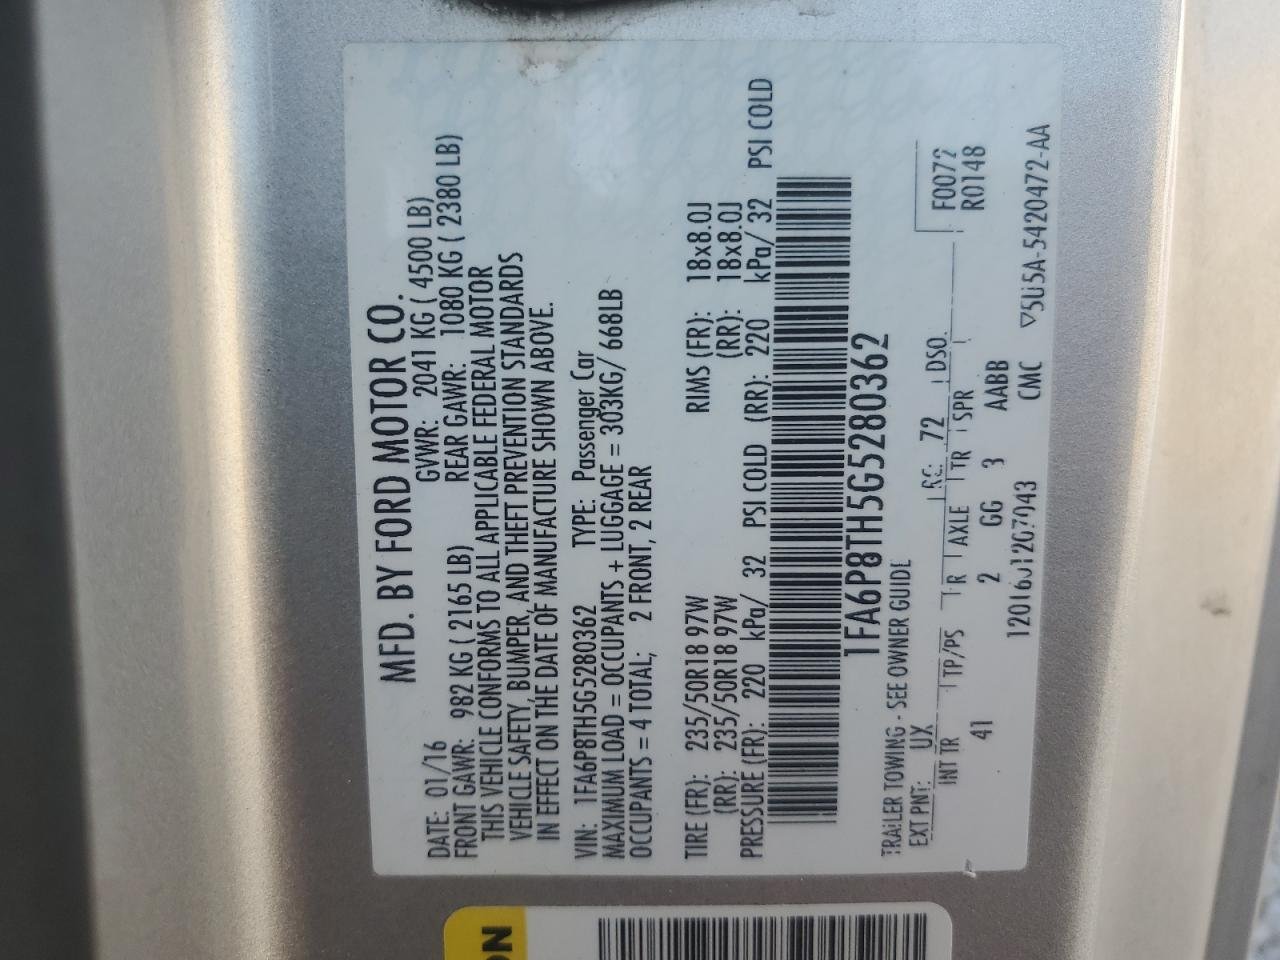 MFD. BY FORD MOTOR CO.
DATE: 01/16 GVWR: 2041 KG ( 4500 LB)
FRONT GAWR: 982 KG ( 2165 LB) REAR GAWR: 1080 KG ( 2380 LB)
THIS VEHICLE CONFORMS TO ALL APPLICABLE FEDERAL MOTOR
VEHICLE SAFETY, BUMPER, AND THEFT PREVENTION STANDARDS
IN EFFECT ON THE DATE OF MANUFACTURE SHOWN ABOVE.
VIN: 1FA6P8TH5G5280362 TYPE: Passenger Car
MAXIMUM LOAD = OCCUPANTS + LUGGAGE = 303KG/ 668LB
OCCUPANTS = 4 TOTAL; 2 FRONT, 2 REAR
TIRE (FR): 235/50R18 97W RIMS (FR): 18x8.0J
(RR): 235/50R18 97W (RR): 18x8.0J
PRESSURE (FR): 220 kPa/ 32 PSI COLD (RR): 220 kPa/ 32 PSI COLD
1FA6P8TH5G5280362
TRAILER TOWING - SEE OWNER GUIDE
EXT PNT: UX RC: 72 DSO: F0072
INT TR TP/PS R AXLE TR SPR R0148
41 2 GG 3 AABB
CMC ▽5U5A-5420472-AA
ON